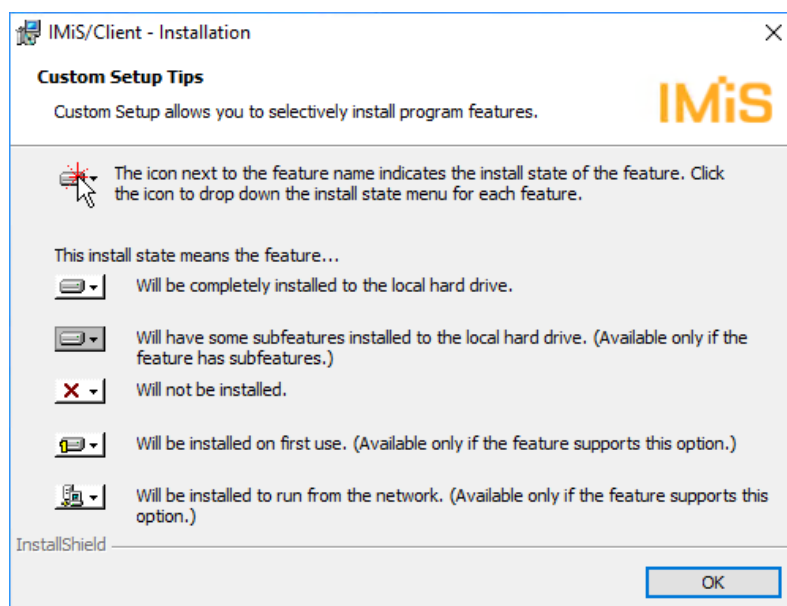 IMiS/Client - Installation
Custom Setup Tips
Custom Setup allows you to selectively install program features.
IMiS
The icon next to the feature name indicates the install state of the feature. Click
the icon to drop down the install state menu for each feature.
This install state means the feature...
Will be completely installed to the local hard drive.
Will have some subfeatures installed to the local hard drive. (Available only if the
feature has subfeatures.)
Will not be installed.
Will be installed on first use. (Available only if the feature supports this option.)
Will be installed to run from the network. (Available only if the feature supports this
option.)
InstallShield
OK